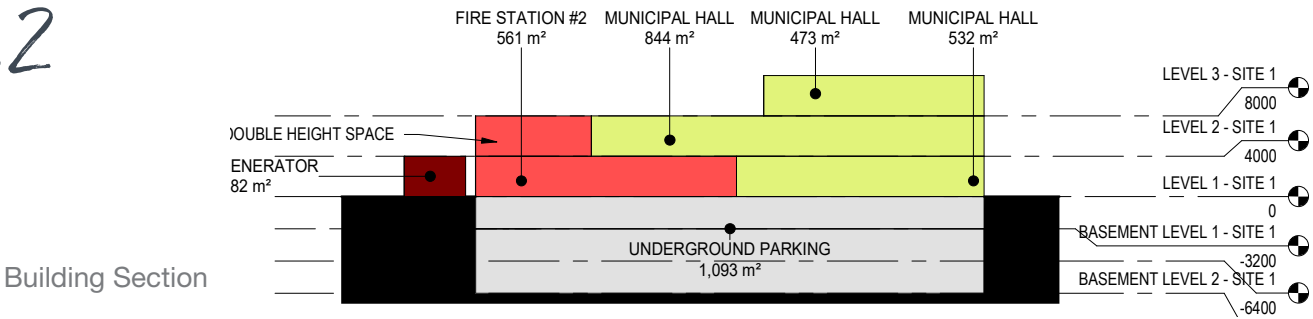 2
FIRE STATION #2
561 m²
MUNICIPAL HALL
844 m²
MUNICIPAL HALL
473 m²
MUNICIPAL HALL
532 m²
LEVEL 3 - SITE 1
8000
DOUBLE HEIGHT SPACE
LEVEL 2 - SITE 1
4000
ENERATOR
82 m²
LEVEL 1 - SITE 1
0
UNDERGROUND PARKING
1,093 m²
BASEMENT LEVEL 1 - SITE 1
-3200
Building Section
BASEMENT LEVEL 2 - SITE 1
-6400